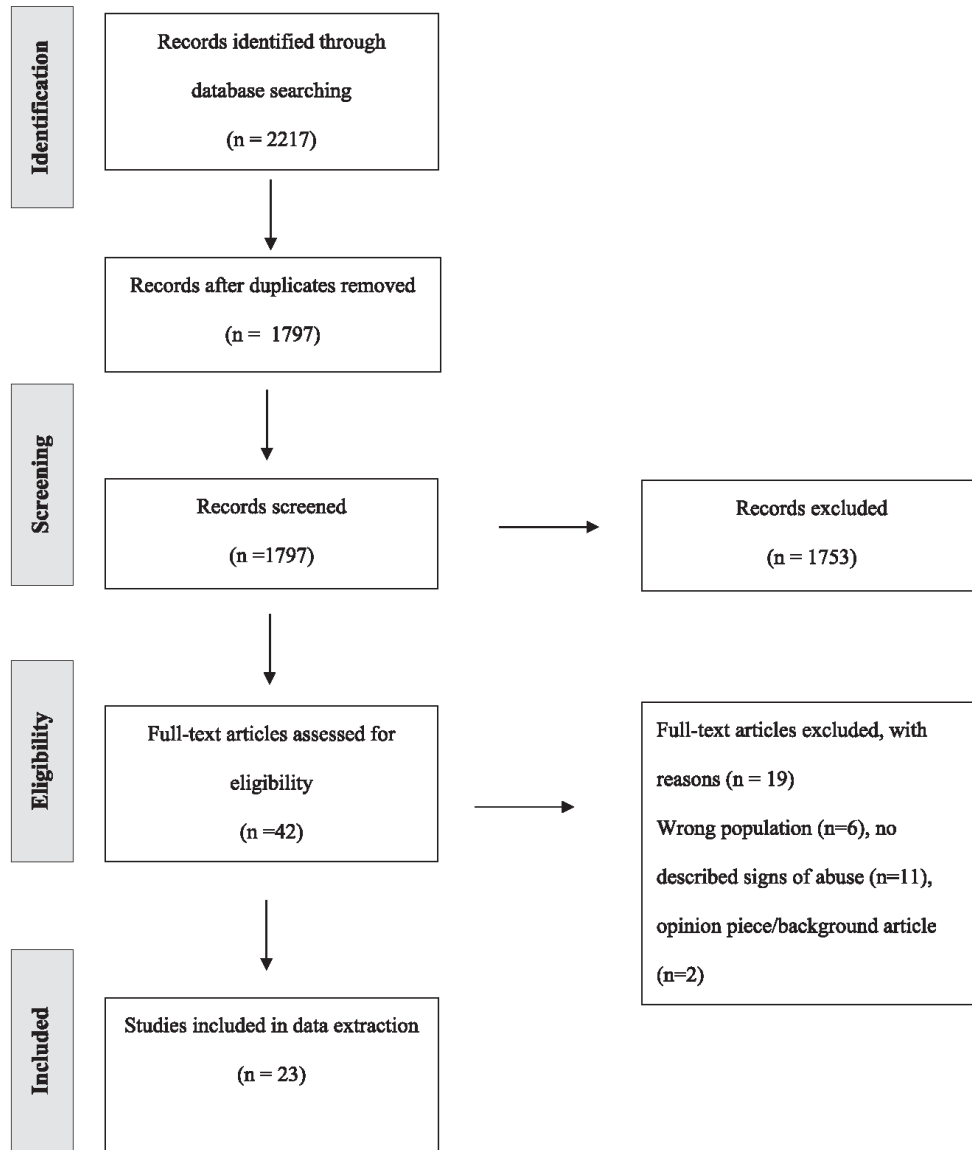 Identification
Records identified through
database searching
(n = 2217)
Records after duplicates removed
(n = 1797)
Screening
Records screened
(n =1797)
Records excluded
(n = 1753)
Eligibility
Full-text articles assessed for
eligibility
(n =42)
Full-text articles excluded, with
reasons (n = 19)
Wrong population (n=6), no
described signs of abuse (n=11),
opinion piece/background article
(n=2)
Included
Studies included in data extraction
(n = 23)